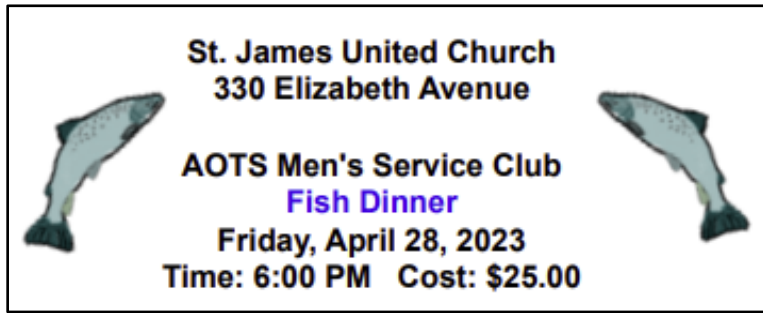 St. James United Church
330 Elizabeth Avenue
AOTS Men's Service Club
Fish Dinner
Friday, April 28, 2023
Time: 6:00 PM Cost: $25.00